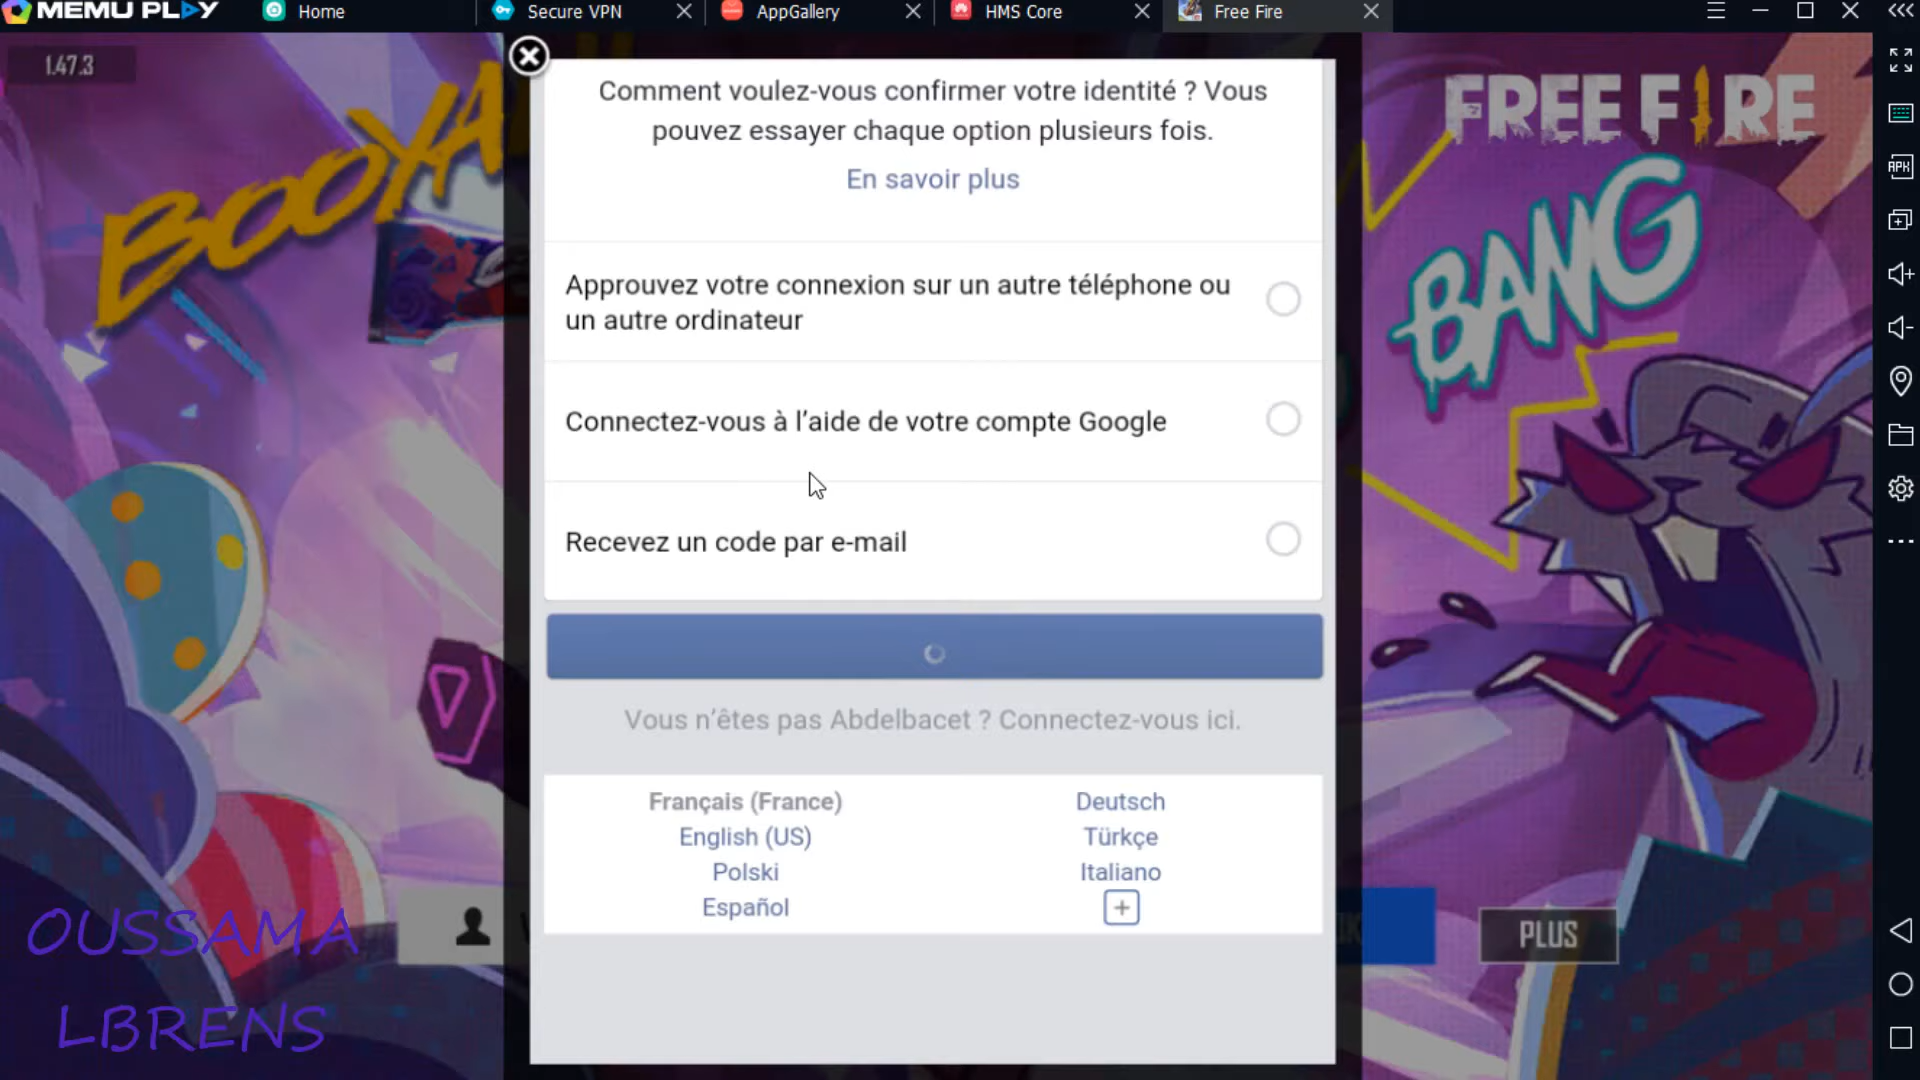 MEMU PLAY
Home
Secure VPN
AppGallery
HMS Core
Free Fire
1.47.3
BOOYA
FREE FIRE
BANG
Comment voulez-vous confirmer votre identité ? Vous
pouvez essayer chaque option plusieurs fois.
En savoir plus
Approuvez votre connexion sur un autre téléphone ou
un autre ordinateur
Connectez-vous à l’aide de votre compte Google
Recevez un code par e-mail
Vous n’êtes pas Abdelbacet ? Connectez-vous ici.
Français (France)
Deutsch
English (US)
Türkçe
Polski
Italiano
Español
PLUS
OUSSAMA
LBRENS
APK